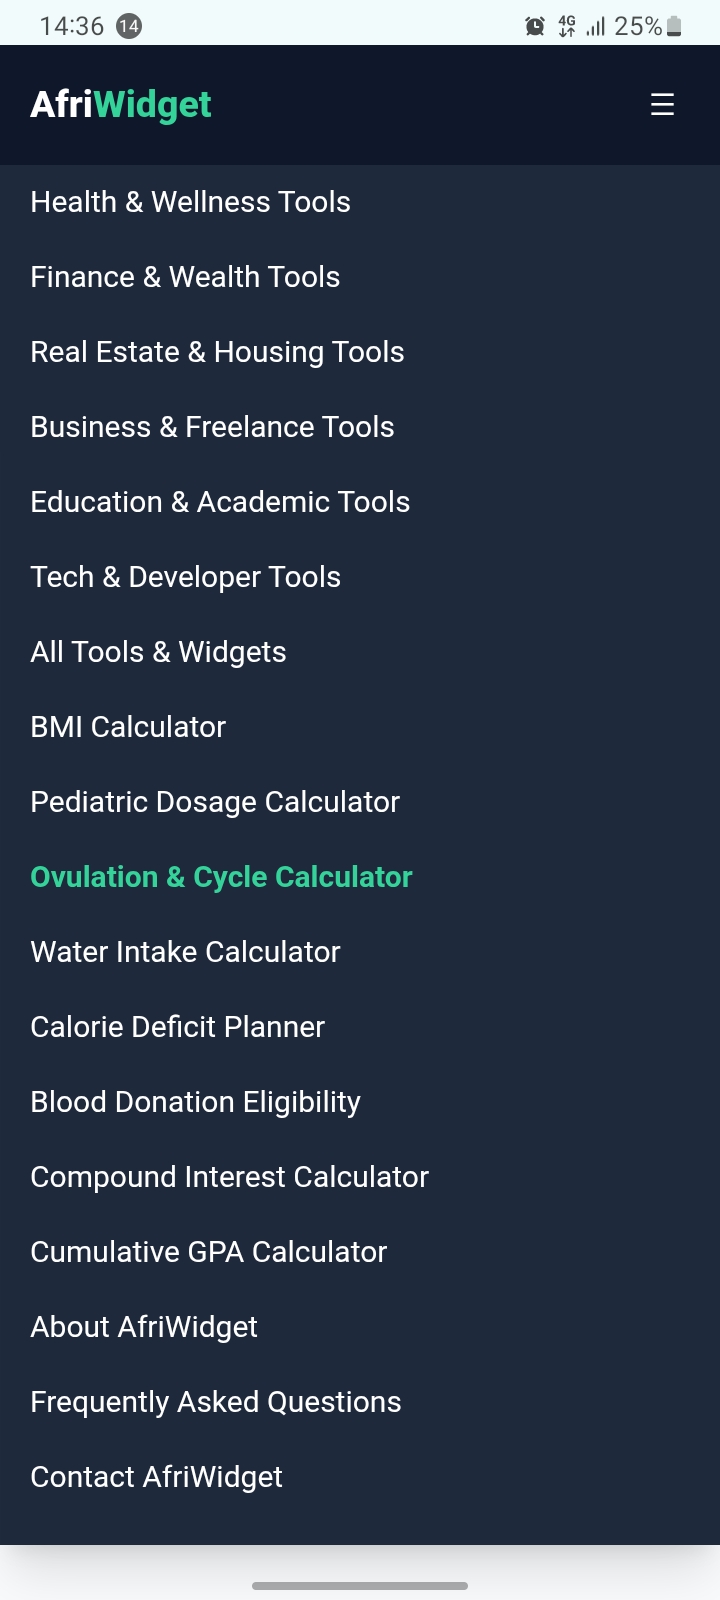 14:36 14 4G 25%
AfriWidget
Health & Wellness Tools
Finance & Wealth Tools
Real Estate & Housing Tools
Business & Freelance Tools
Education & Academic Tools
Tech & Developer Tools
All Tools & Widgets
BMI Calculator
Pediatric Dosage Calculator
Ovulation & Cycle Calculator
Water Intake Calculator
Calorie Deficit Planner
Blood Donation Eligibility
Compound Interest Calculator
Cumulative GPA Calculator
About AfriWidget
Frequently Asked Questions
Contact AfriWidget